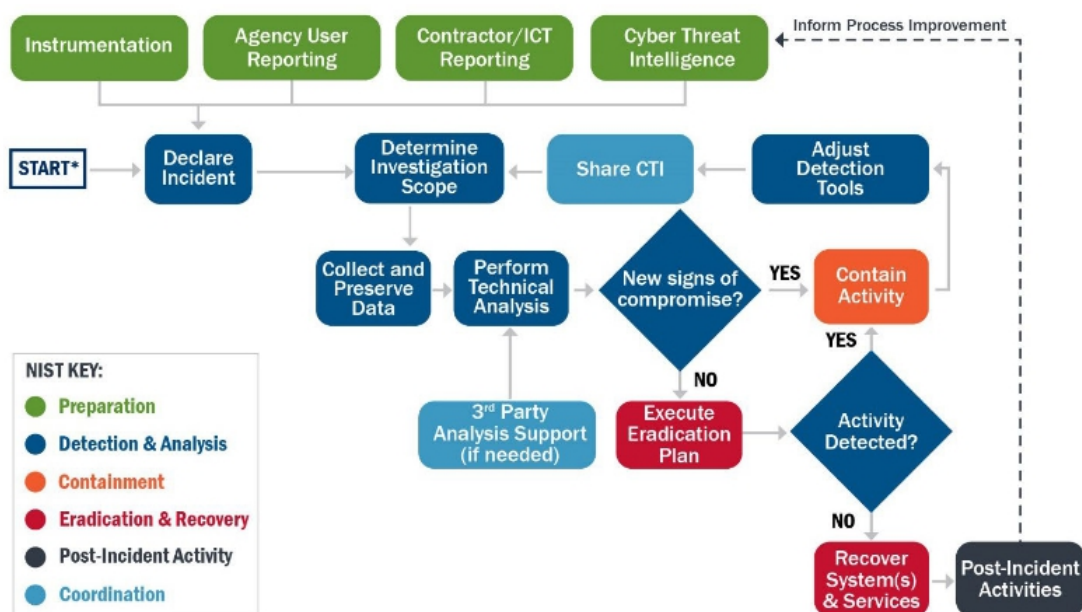 Instrumentation
Agency User
Reporting
Contractor/ICT
Reporting
Cyber Threat
Intelligence
Inform Process Improvement
START*
Declare
Incident
Determine
Investigation
Scope
Share CTI
Adjust
Detection
Tools
Collect and
Preserve
Data
Perform
Technical
Analysis
New signs of
compromise?
YES
Contain
Activity
YES
NO
3rd Party
Analysis Support
(if needed)
Execute
Eradication
Plan
Activity
Detected?
NO
Recover
System(s)
& Services
Post-Incident
Activities
NIST KEY:
Preparation
Detection & Analysis
Containment
Eradication & Recovery
Post-Incident Activity
Coordination